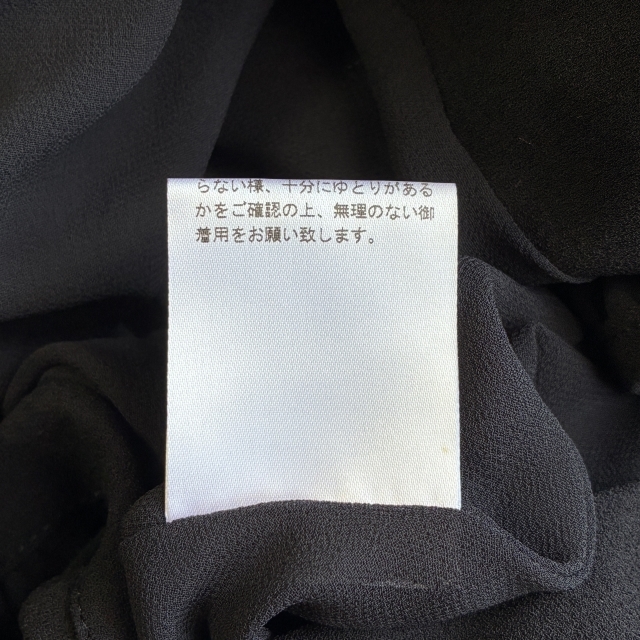 らない様、十分にゆとりがある
かをご確認の上、無理のない御
着用をお願い致します。